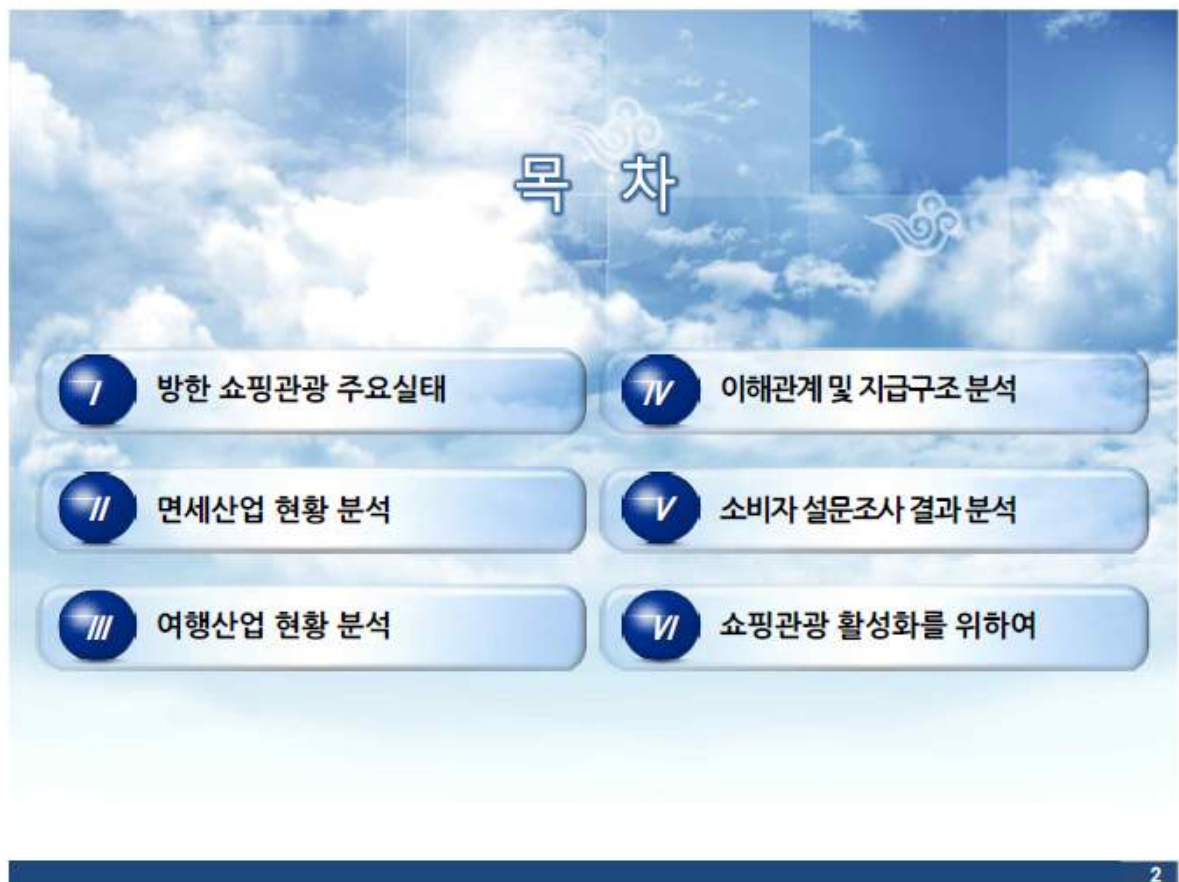 목 차
I 방한 쇼핑관광 주요실태
II 면세산업 현황 분석
III 여행산업 현황 분석
IV 이해관계 및 지급구조 분석
V 소비자 설문조사 결과 분석
VI 쇼핑관광 활성화를 위하여
2